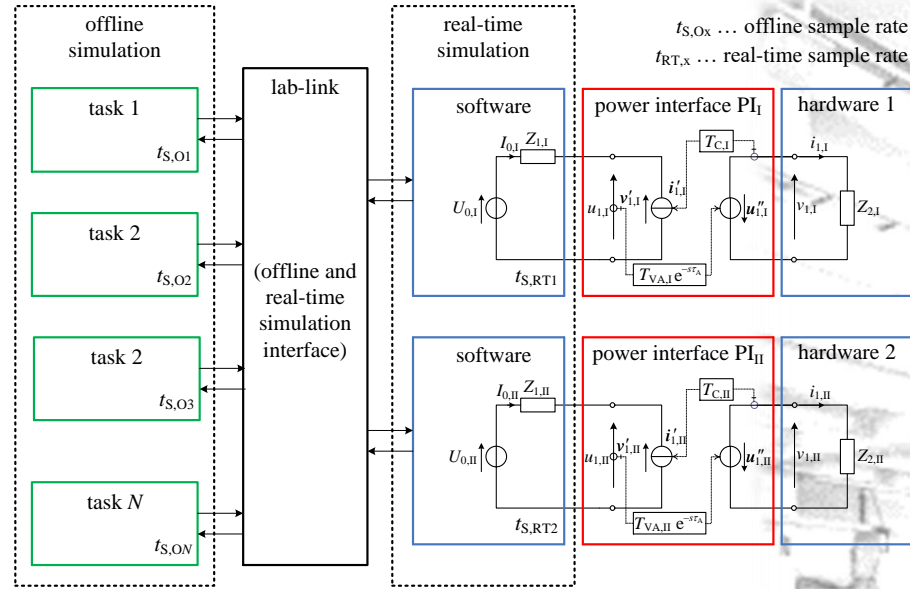 offline
simulation
real-time
simulation
t_S,Ox … offline sample rate
t_RT,x … real-time sample rate
task 1
t_S,O1
task 2
t_S,O2
task 2
t_S,O3
task N
t_S,ON
lab-link
(offline and
real-time
simulation
interface)
software
I_0,I Z_1,I
U_0,I
t_S,RT1
power interface PI_I
T_C,I
u_1,I v′_1,I i′_1,I u″_1,I
T_VA,I e^−sτ_A
hardware 1
i_1,I
v_1,I Z_2,I
software
I_0,II Z_1,II
U_0,II
t_S,RT2
power interface PI_II
T_C,II
u_1,II v′_1,II i′_1,II u″_1,II
T_VA,II e^−sτ_A
hardware 2
i_1,II
v_1,II Z_2,II